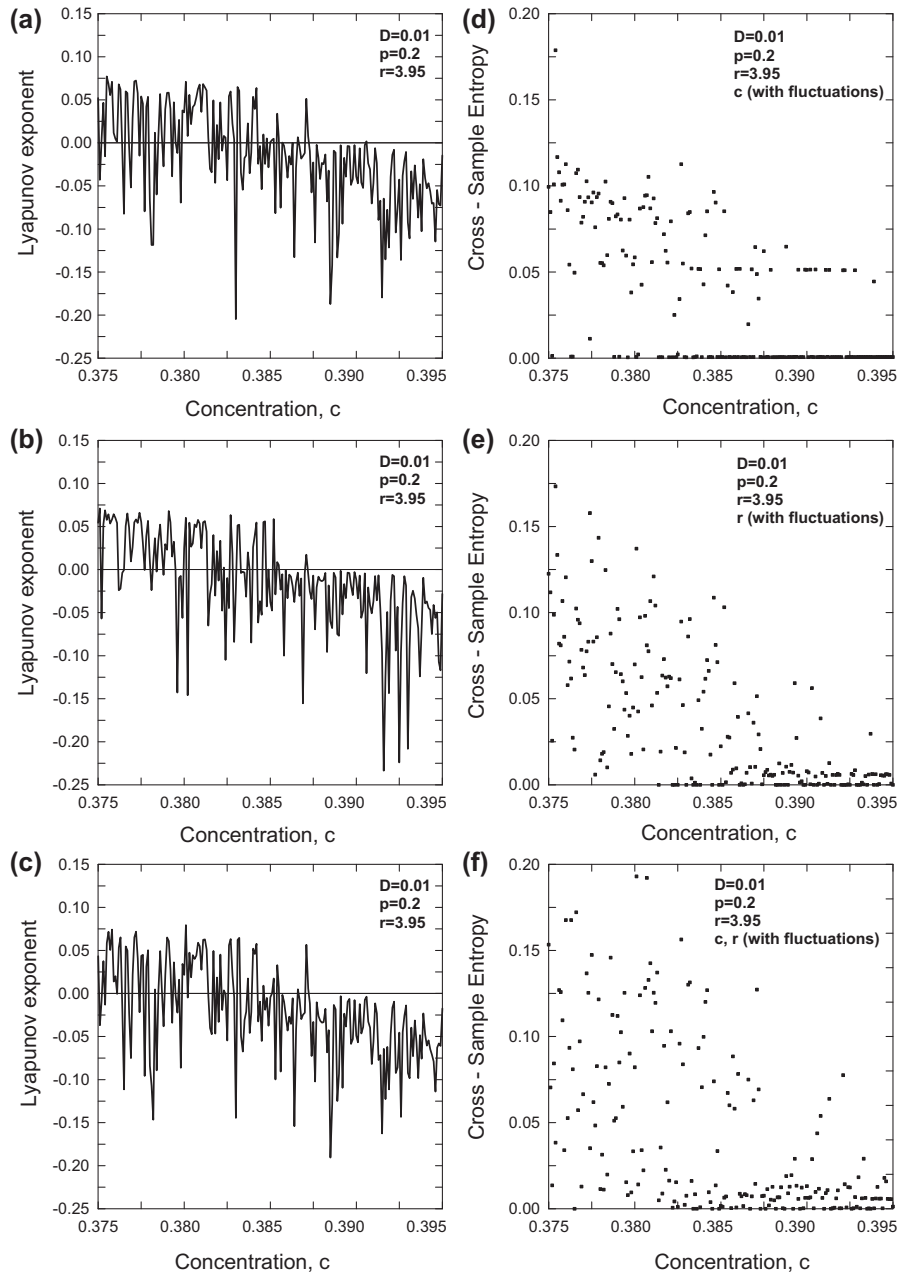 (a)
0.15
0.10
0.05
0.00
-0.05
-0.10
-0.15
-0.20
-0.25
Lyapunov exponent
D=0.01
p=0.2
r=3.95
0.375
0.380
0.385
0.390
0.395
Concentration, c
(d)
0.20
0.15
0.10
0.05
0.00
Cross - Sample Entropy
D=0.01
p=0.2
r=3.95
c (with fluctuations)
0.375
0.380
0.385
0.390
0.395
Concentration, c
(b)
0.15
0.10
0.05
0.00
-0.05
-0.10
-0.15
-0.20
-0.25
Lyapunov exponent
D=0.01
p=0.2
r=3.95
0.375
0.380
0.385
0.390
0.395
Concentration, c
(e)
0.20
0.15
0.10
0.05
0.00
Cross - Sample Entropy
D=0.01
p=0.2
r=3.95
r (with fluctuations)
0.375
0.380
0.385
0.390
0.395
Concentration, c
(c)
0.15
0.10
0.05
0.00
-0.05
-0.10
-0.15
-0.20
-0.25
Lyapunov exponent
D=0.01
p=0.2
r=3.95
0.375
0.380
0.385
0.390
0.395
Concentration, c
(f)
0.20
0.15
0.10
0.05
0.00
Cross - Sample Entropy
D=0.01
p=0.2
r=3.95
c, r (with fluctuations)
0.375
0.380
0.385
0.390
0.395
Concentration, c